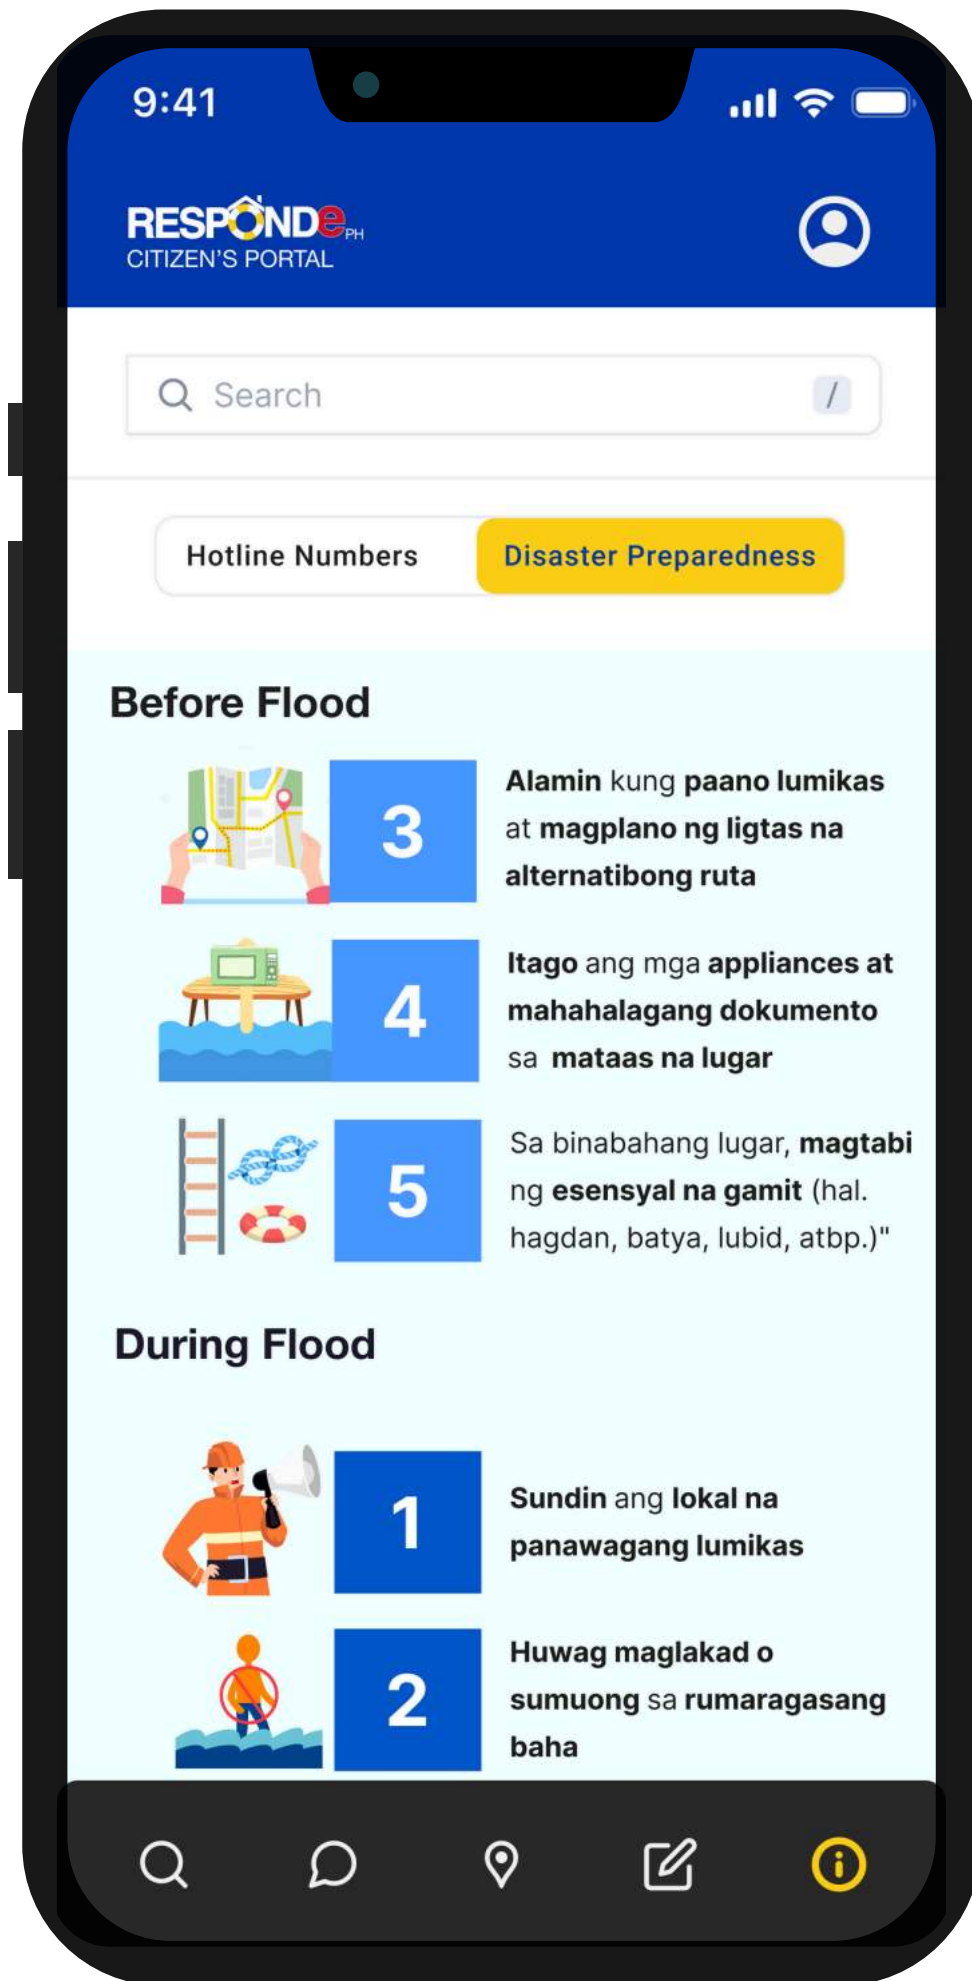 9:41
RESPONDe PH
CITIZEN'S PORTAL
Search /
Hotline Numbers
Disaster Preparedness
Before Flood
3
Alamin kung paano lumikas
at magplano ng ligtas na
alternatibong ruta
4
Itago ang mga appliances at
mahahalagang dokumento
sa mataas na lugar
5
Sa binabahang lugar, magtabi
ng esensyal na gamit (hal.
hagdan, batya, lubid, atbp.)"
During Flood
1
Sundin ang lokal na
panawagang lumikas
2
Huwag maglakad o
sumuong sa rumaragasang
baha